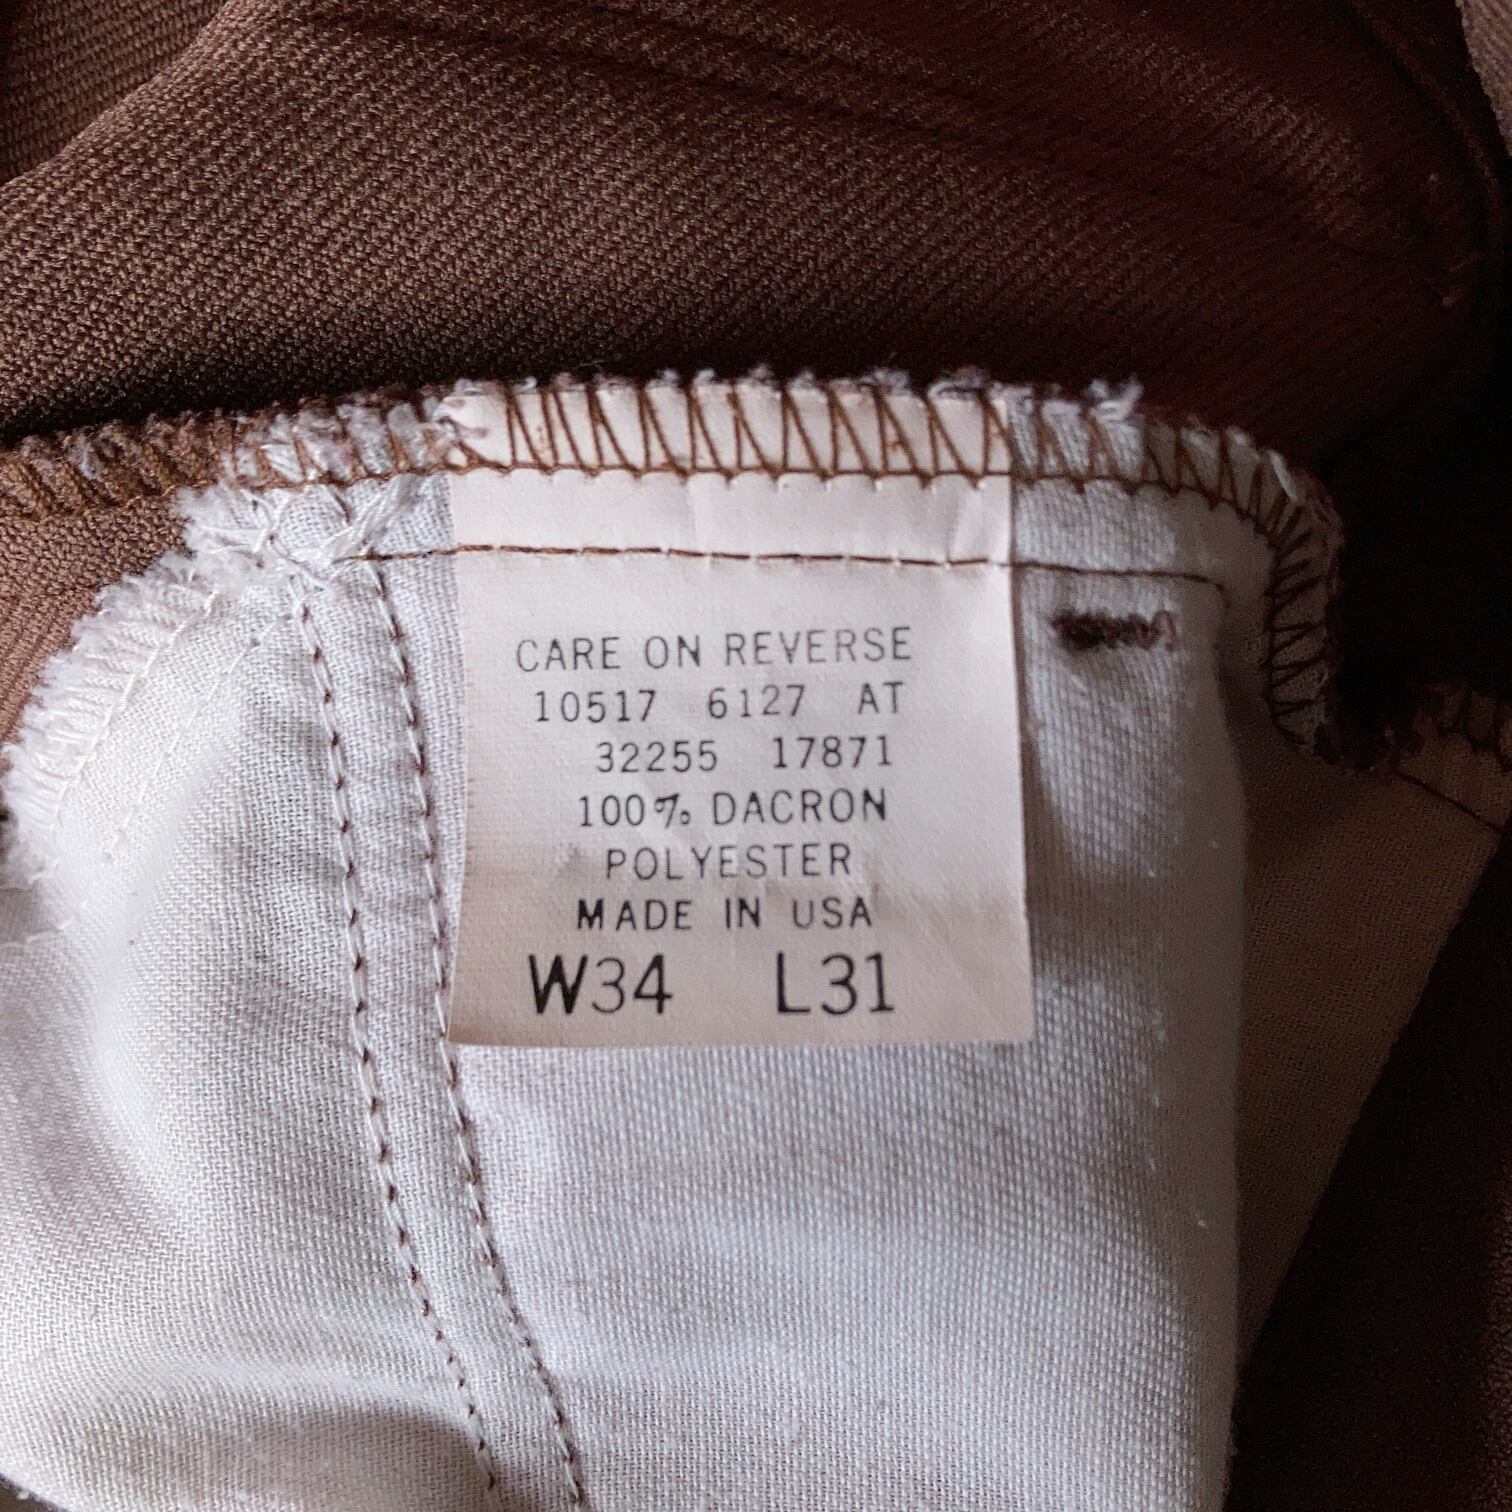 CARE ON REVERSE
10517 6127 AT
32255 17871
100% DACRON
POLYESTER
MADE IN USA
W34 L31